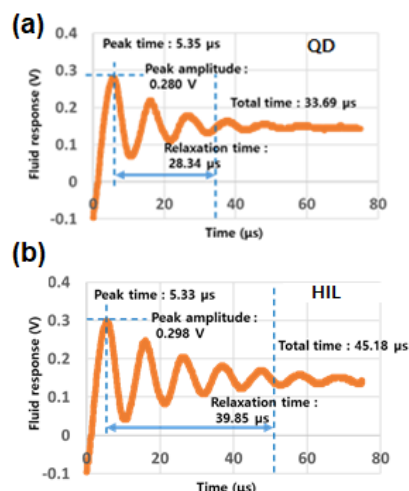 (a)
QD
Peak time : 5.35 µs
Peak amplitude :
0.280 V
Total time : 33.69 µs
Relaxation time :
28.34 µs
Fluid response (V)
0.4
0.3
0.2
0.1
0
-0.1
0 20 40 60 80
Time (µs)
(b)
HIL
Peak time : 5.33 µs
Peak amplitude :
0.298 V
Total time : 45.18 µs
Relaxation time :
39.85 µs
Fluid response (V)
0.4
0.3
0.2
0.1
0
-0.1
0 20 40 60 80
Time (µs)